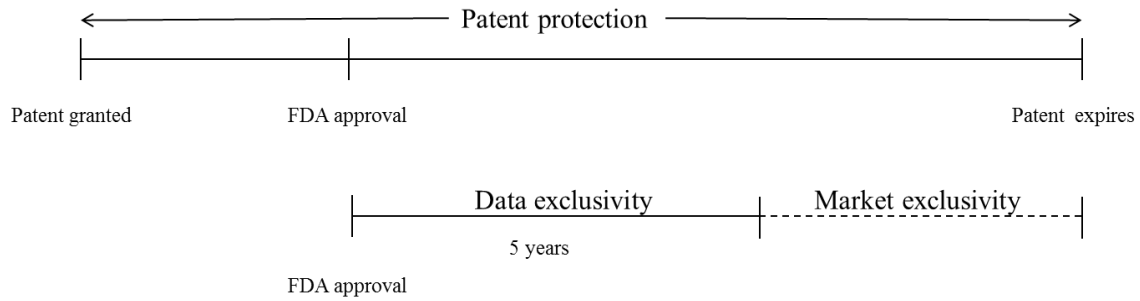 Patent protection
Patent granted
FDA approval
Patent expires
Data exclusivity
Market exclusivity
5 years
FDA approval